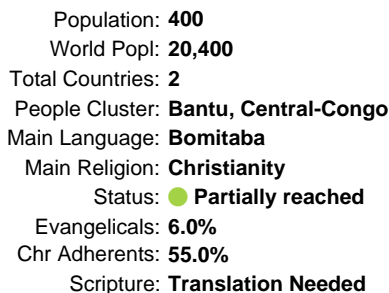 Population: 400
World Popl: 20,400
Total Countries: 2
People Cluster: Bantu, Central-Congo
Main Language: Bomitaba
Main Religion: Christianity
Status: Partially reached
Evangelicals: 6.0%
Chr Adherents: 55.0%
Scripture: Translation Needed